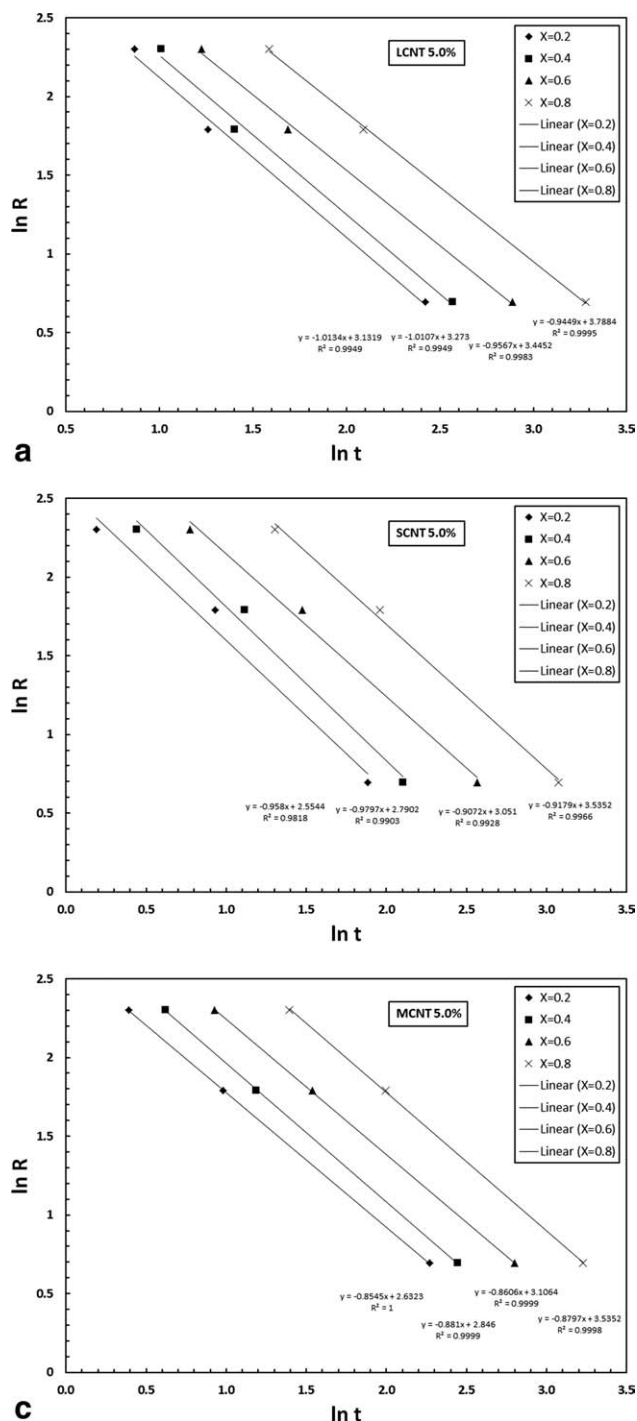 2.5
2
1.5
1
0.5
0
ln R
LCNT 5.0%
X=0.2
X=0.4
X=0.6
X=0.8
Linear (X=0.2)
Linear (X=0.4)
Linear (X=0.6)
Linear (X=0.8)
y = -1.0134x + 3.1319
R² = 0.9949
y = -1.0107x + 3.273
R² = 0.9949
y = -0.9567x + 3.4452
R² = 0.9983
y = -0.9449x + 3.7884
R² = 0.9995
0.5 1.0 1.5 2.0 2.5 3.0 3.5
a
ln t
2.5
2
1.5
1
0.5
0
ln R
SCNT 5.0%
X=0.2
X=0.4
X=0.6
X=0.8
Linear (X=0.2)
Linear (X=0.4)
Linear (X=0.6)
Linear (X=0.8)
y = -0.958x + 2.5544
R² = 0.9818
y = -0.9797x + 2.7902
R² = 0.9903
y = -0.9072x + 3.051
R² = 0.9928
y = -0.9179x + 3.5352
R² = 0.9966
0.0 0.5 1.0 1.5 2.0 2.5 3.0 3.5
ln t
2.5
2
1.5
1
0.5
0
ln R
MCNT 5.0%
X=0.2
X=0.4
X=0.6
X=0.8
Linear (X=0.2)
Linear (X=0.4)
Linear (X=0.6)
Linear (X=0.8)
y = -0.8545x + 2.6323
R² = 1
y = -0.881x + 2.846
R² = 0.9999
y = -0.8606x + 3.1064
R² = 0.9999
y = -0.8797x + 3.5352
R² = 0.9998
0.0 0.5 1.0 1.5 2.0 2.5 3.0 3.5
c
ln t